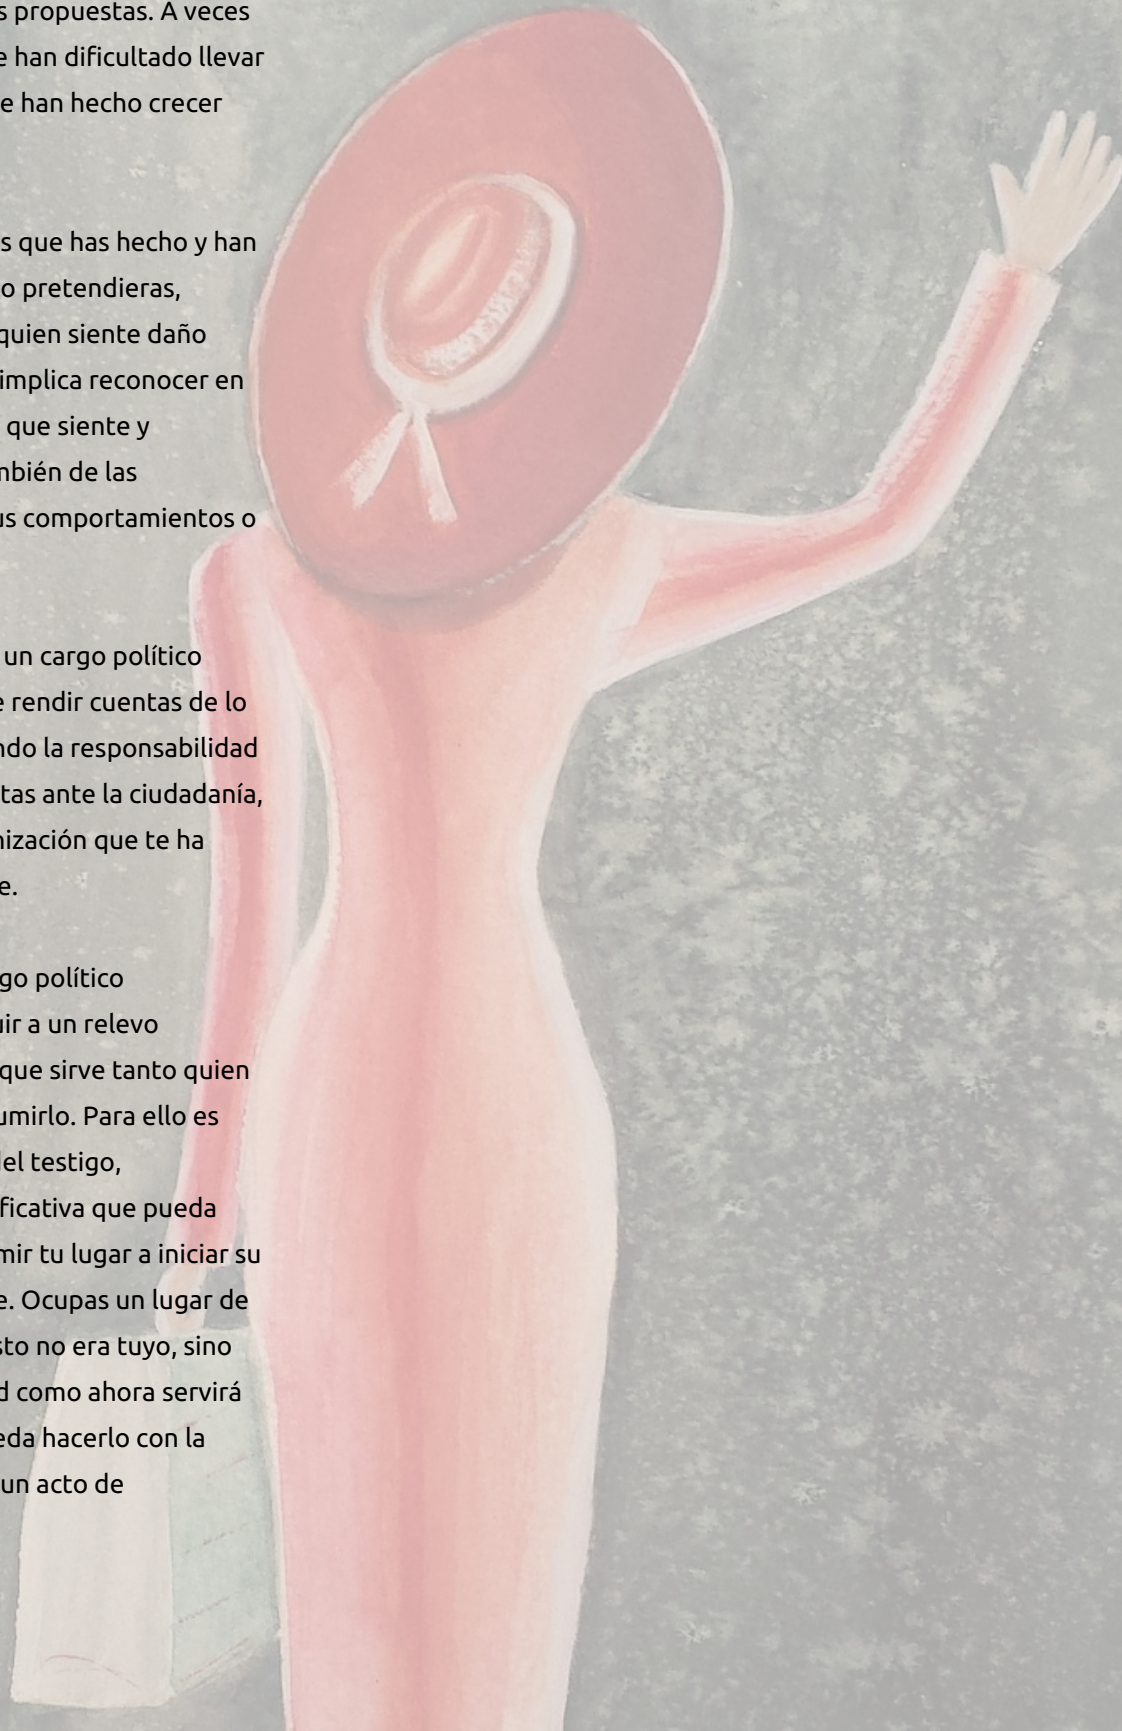 s propuestas. A veces
e han dificultado llevar
e han hecho crecer
s que has hecho y han
o pretendieras,
quien siente daño
implica reconocer en
que siente y
mbién de las
us comportamientos o
un cargo político
e rendir cuentas de lo
ndo la responsabilidad
tas ante la ciudadanía,
nización que te ha
e.
go político
uir a un relevo
que sirve tanto quien
umirlo. Para ello es
del testigo,
ficativa que pueda
mir tu lugar a iniciar su
e. Ocupas un lugar de
sto no era tuyo, sino
d como ahora servirá
eda hacerlo con la
un acto de